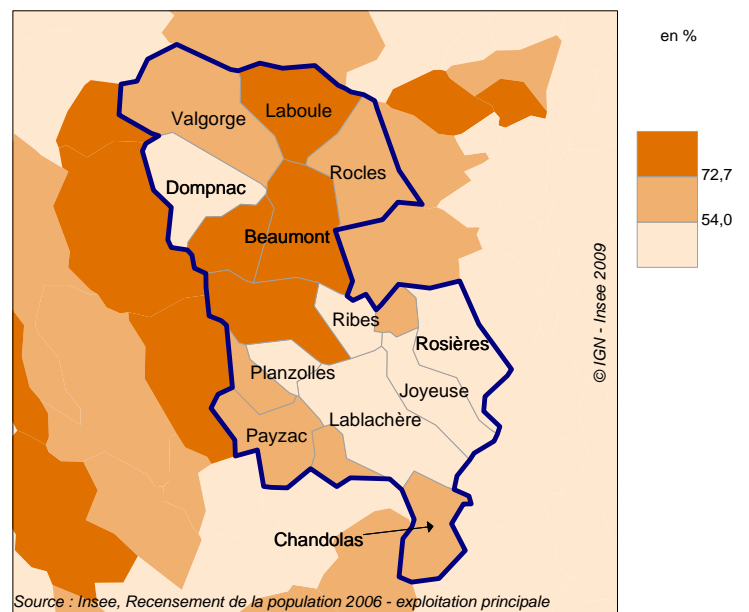 en %
72,7
54,0
Valgorge
Laboule
Rocles
Dompnac
Beaumont
Ribes
Rosières
Planzolles
Joyeuse
Lablachère
Payzac
Chandolas
© IGN - Insee 2009
Source : Insee, Recensement de la population 2006 - exploitation principale